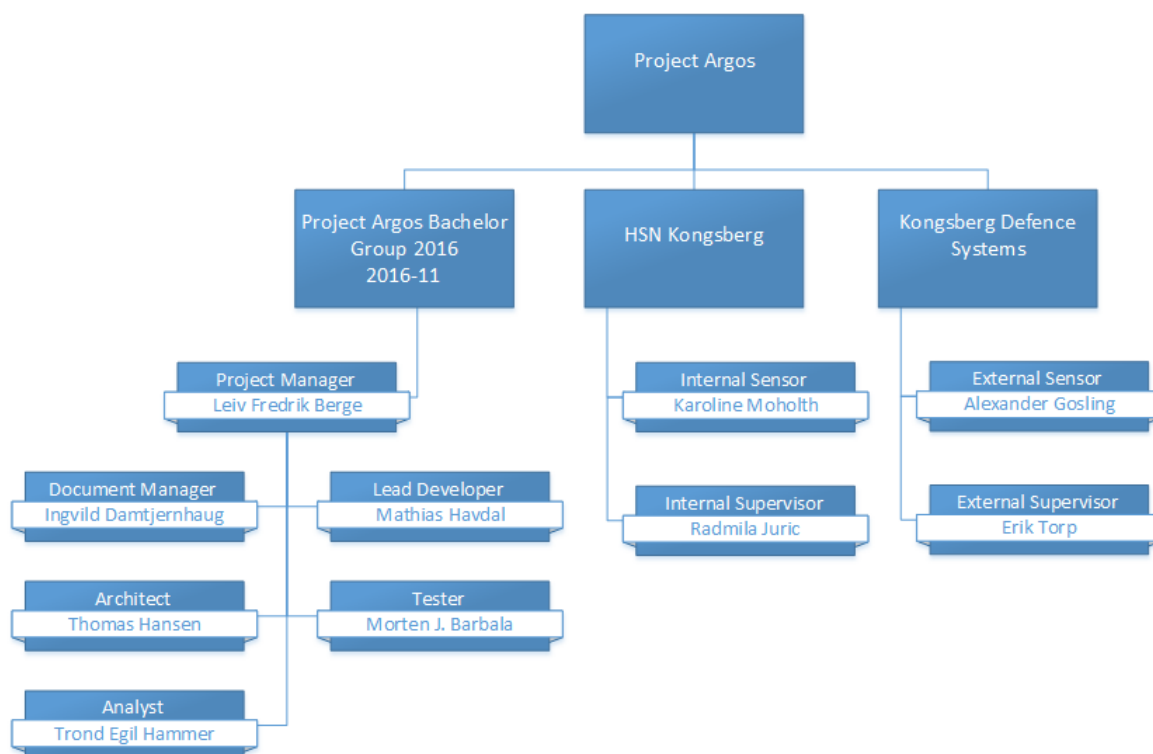 Project Argos
Project Argos Bachelor
Group 2016
2016-11
HSN Kongsberg
Kongsberg Defence
Systems
Project Manager
Leiv Fredrik Berge
Internal Sensor
Karoline Moholth
External Sensor
Alexander Gosling
Document Manager
Ingvild Damtjernhaug
Lead Developer
Mathias Havdal
Internal Supervisor
Radmila Juric
External Supervisor
Erik Torp
Architect
Thomas Hansen
Tester
Morten J. Barbala
Analyst
Trond Egil Hammer